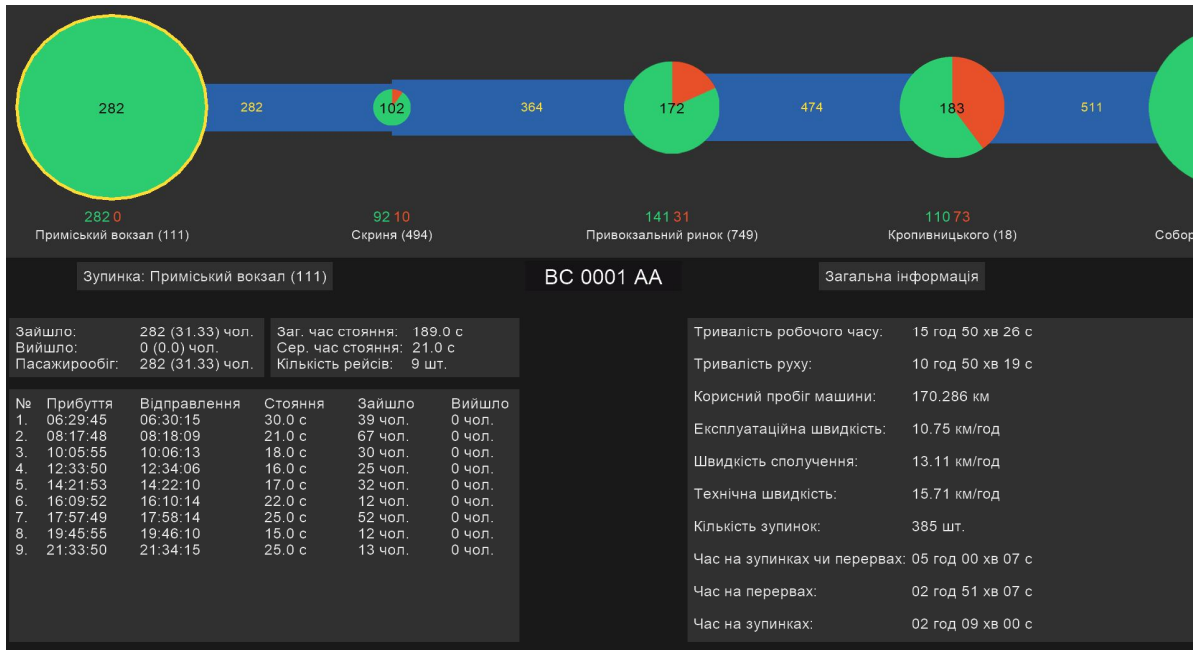 282 282 102 364 172 474 183 511
282 0 92 10 141 31 110 73
Приміський вокзал (111) Скриня (494) Привокзальний ринок (749) Кропивницького (18) Собор
Зупинка: Приміський вокзал (111) BC 0001 AA Загальна інформація
Зайшло: 282 (31.33) чол.
Вийшло: 0 (0.0) чол.
Пасажирообіг: 282 (31.33) чол.
Заг. час стояння: 189.0 с
Сер. час стояння: 21.0 с
Кількість рейсів: 9 шт.
№ Прибуття Відправлення Стояння Зайшло Вийшло
1. 06:29:45 06:30:15 30.0 с 39 чол. 0 чол.
2. 08:17:48 08:18:09 21.0 с 67 чол. 0 чол.
3. 10:05:55 10:06:13 18.0 с 30 чол. 0 чол.
4. 12:33:50 12:34:06 16.0 с 25 чол. 0 чол.
5. 14:21:53 14:22:10 17.0 с 32 чол. 0 чол.
6. 16:09:52 16:10:14 22.0 с 12 чол. 0 чол.
7. 17:57:49 17:58:14 25.0 с 52 чол. 0 чол.
8. 19:45:55 19:46:10 15.0 с 12 чол. 0 чол.
9. 21:33:50 21:34:15 25.0 с 13 чол. 0 чол.
Тривалість робочого часу: 15 год 50 хв 26 с
Тривалість руху: 10 год 50 хв 19 с
Корисний пробіг машини: 170.286 км
Експлуатаційна швидкість: 10.75 км/год
Швидкість сполучення: 13.11 км/год
Технічна швидкість: 15.71 км/год
Кількість зупинок: 385 шт.
Час на зупинках чи перервах: 05 год 00 хв 07 с
Час на перервах: 02 год 51 хв 07 с
Час на зупинках: 02 год 09 хв 00 с